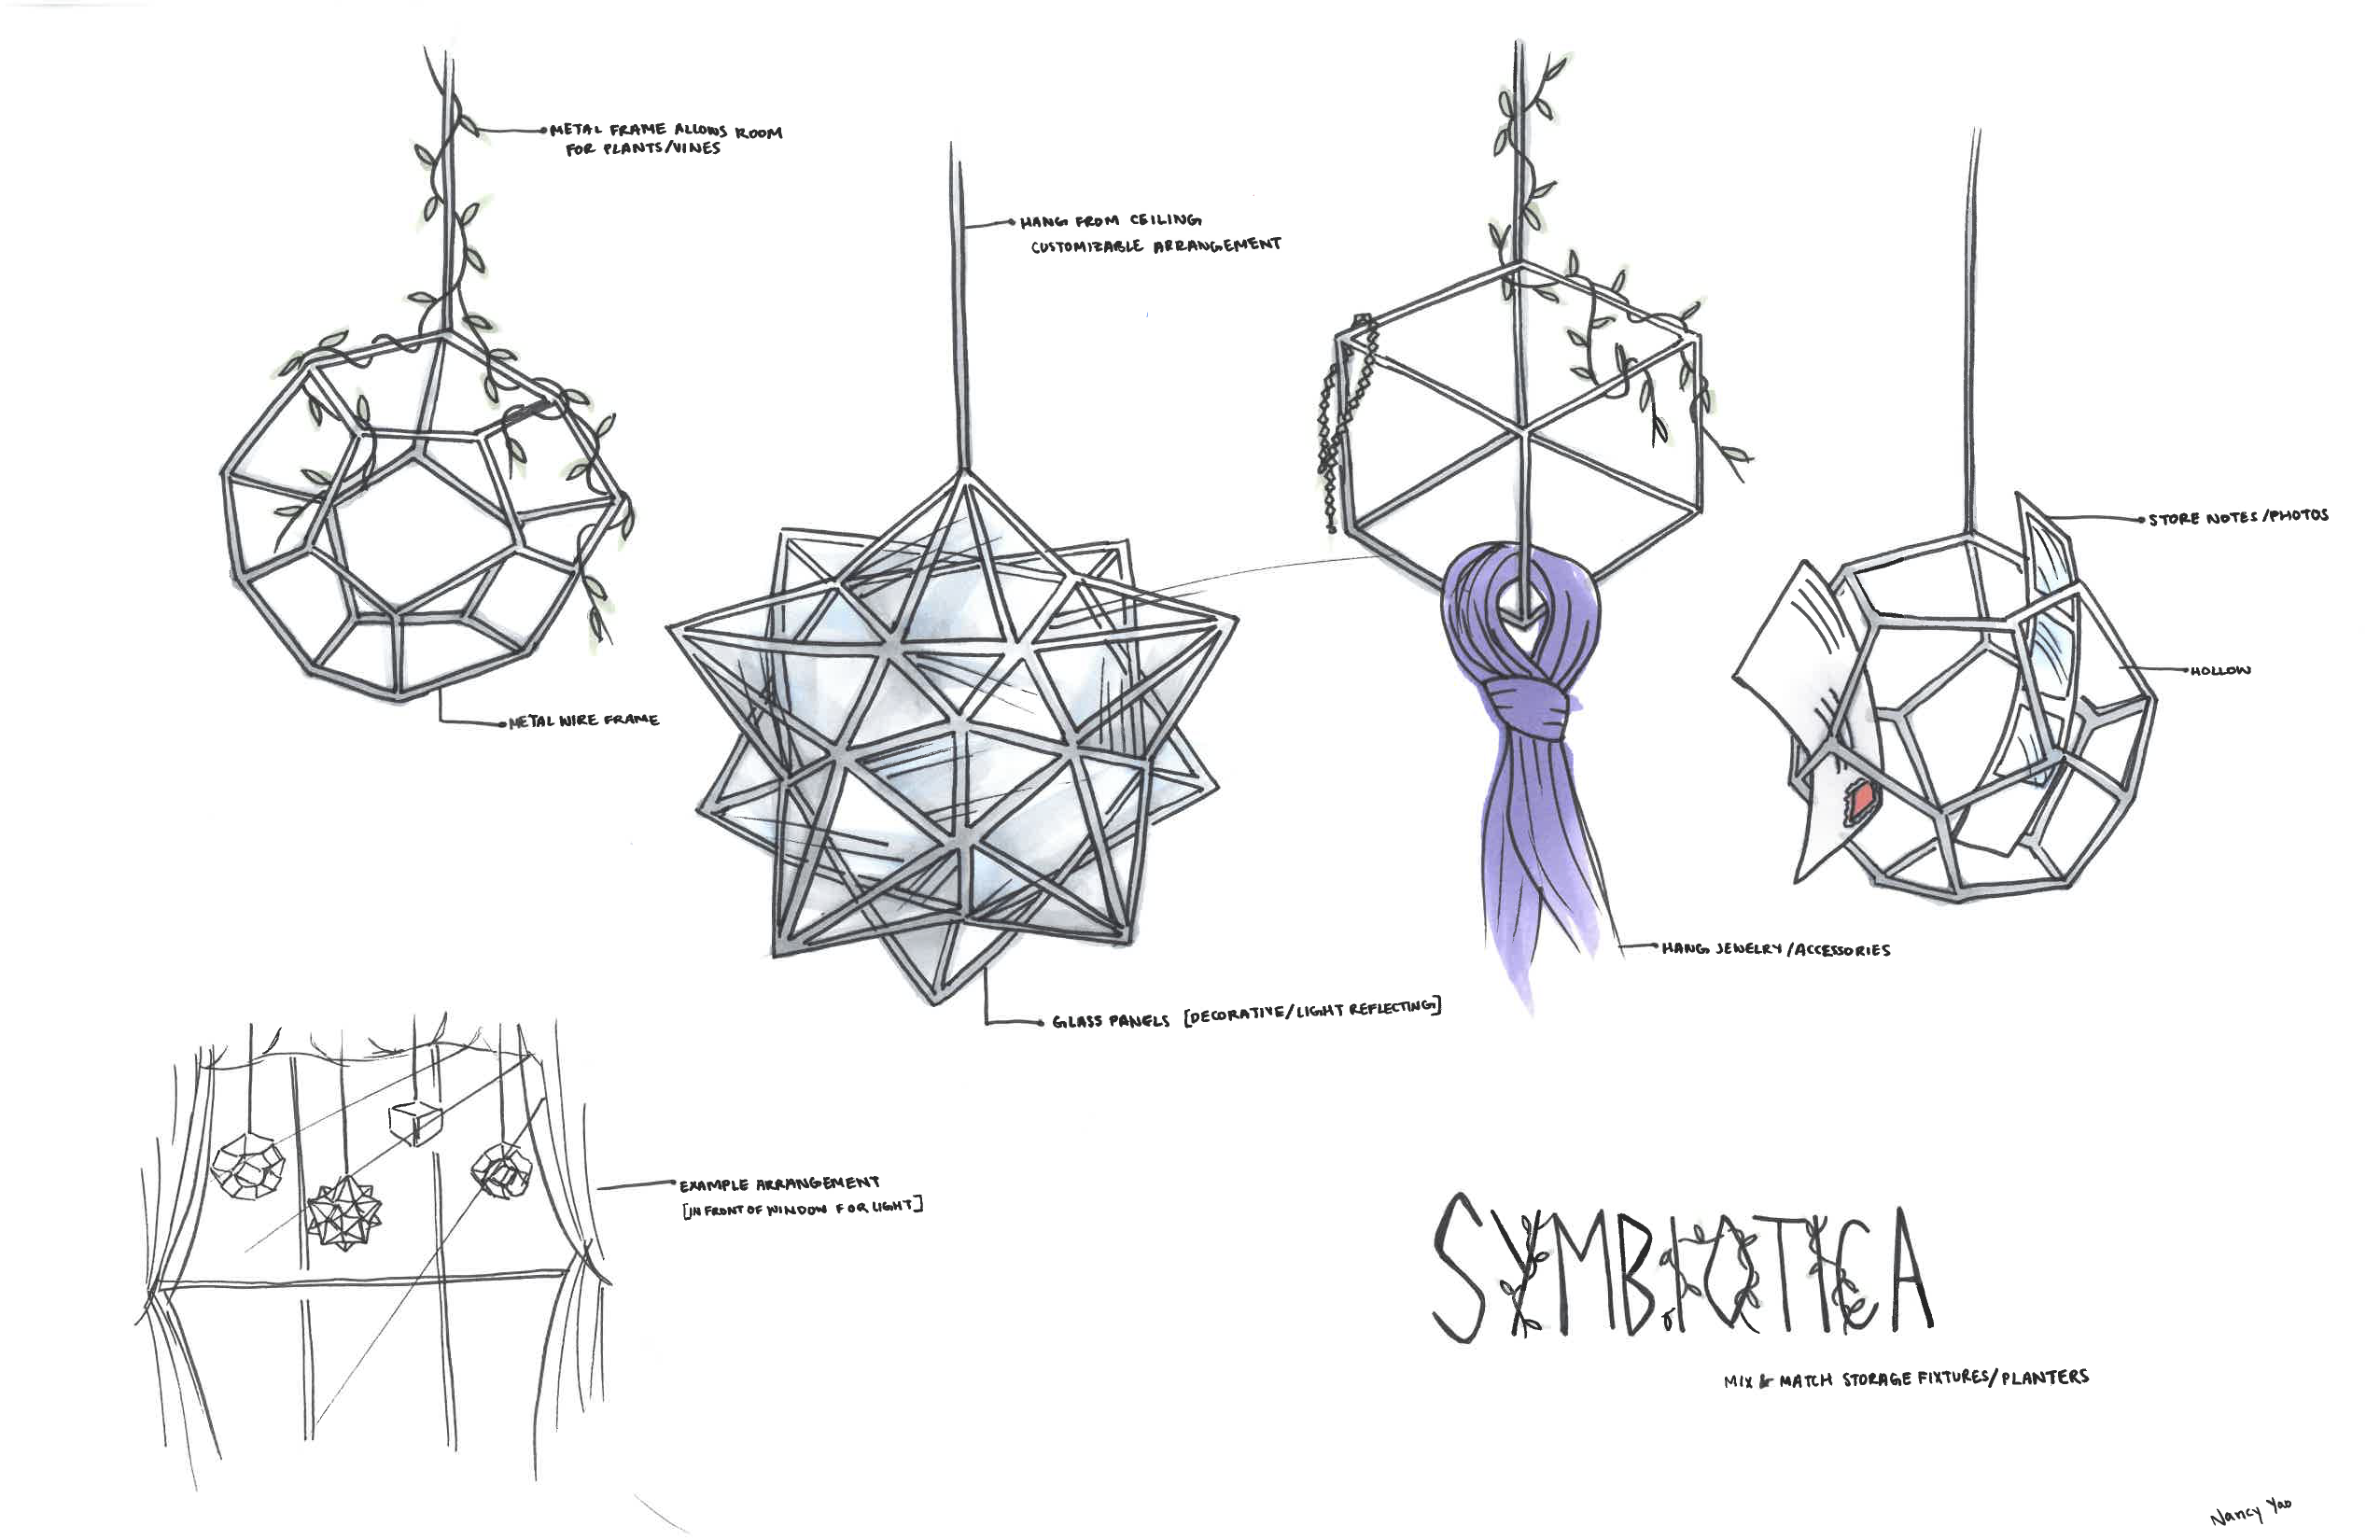 METAL FRAME ALLOWS ROOM
FOR PLANTS/VINES
HANG FROM CEILING
CUSTOMIZABLE ARRANGEMENT
STORE NOTES/PHOTOS
HOLLOW
METAL WIRE FRAME
HANG JEWELRY/ACCESSORIES
GLASS PANELS [DECORATIVE/LIGHT REFLECTING]
EXAMPLE ARRANGEMENT
[IN FRONT OF WINDOW FOR LIGHT]
SYMBIOTICA
MIX & MATCH STORAGE FIXTURES/PLANTERS
Nancy Yao